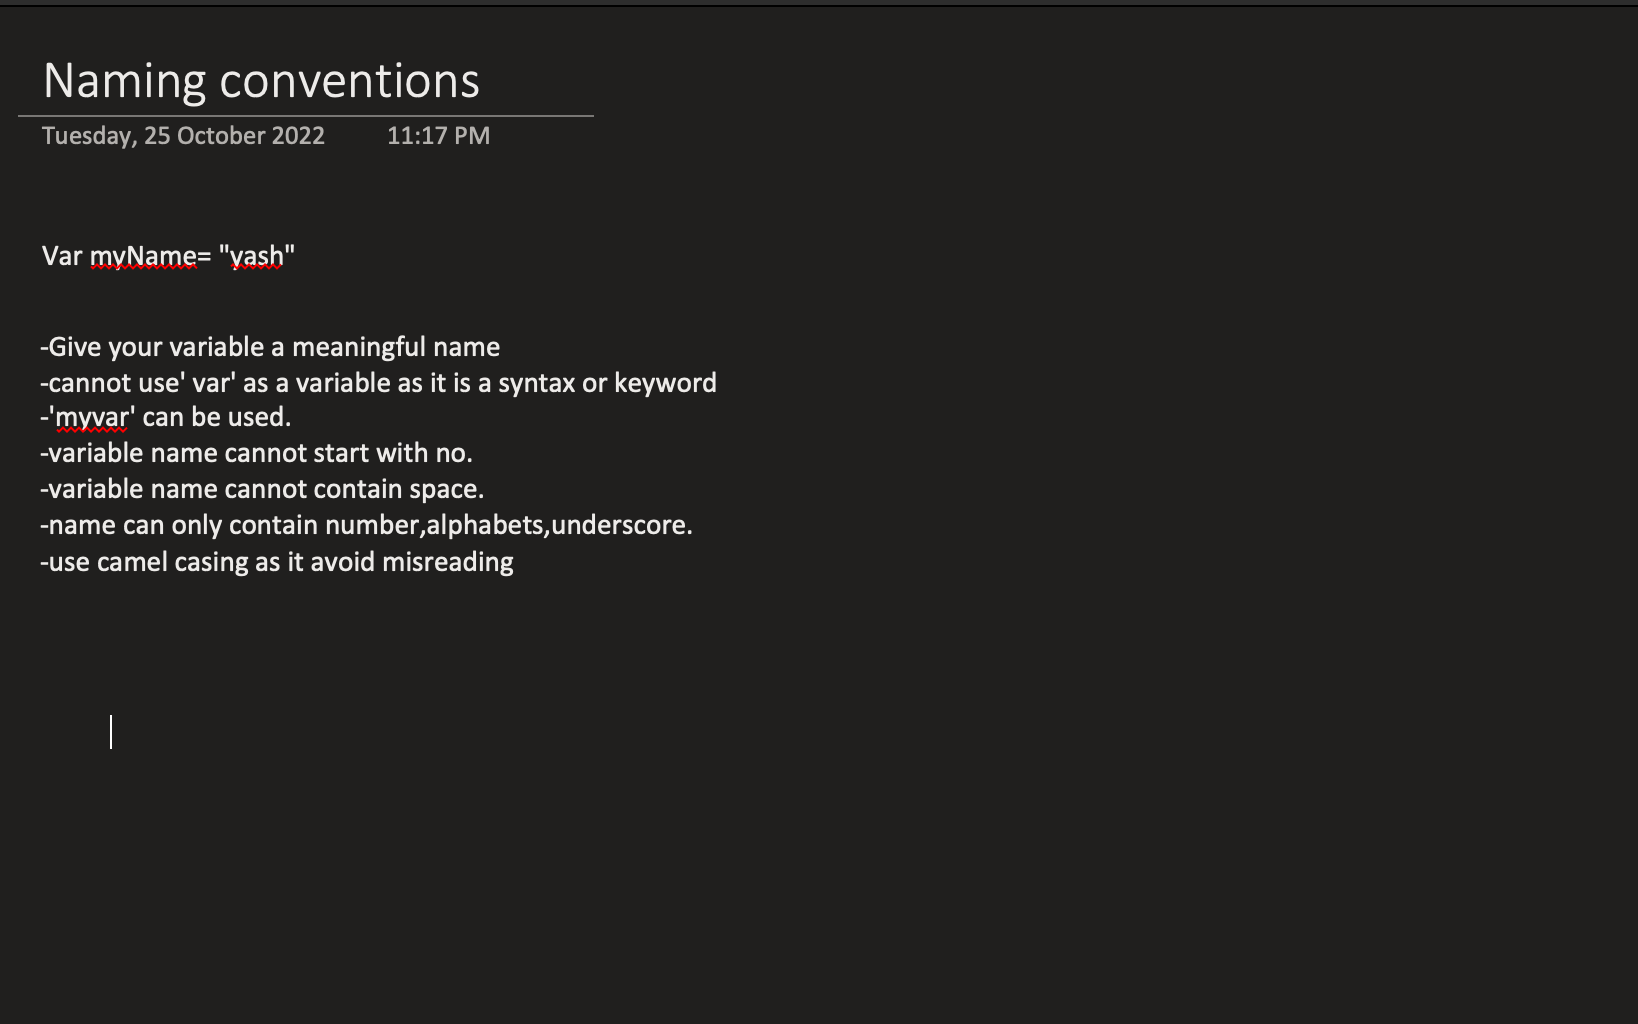 Naming conventions
Tuesday, 25 October 2022 11:17 PM
Var myName= "yash"
-Give your variable a meaningful name
-cannot use' var' as a variable as it is a syntax or keyword
-'myvar' can be used.
-variable name cannot start with no.
-variable name cannot contain space.
-name can only contain number,alphabets,underscore.
-use camel casing as it avoid misreading